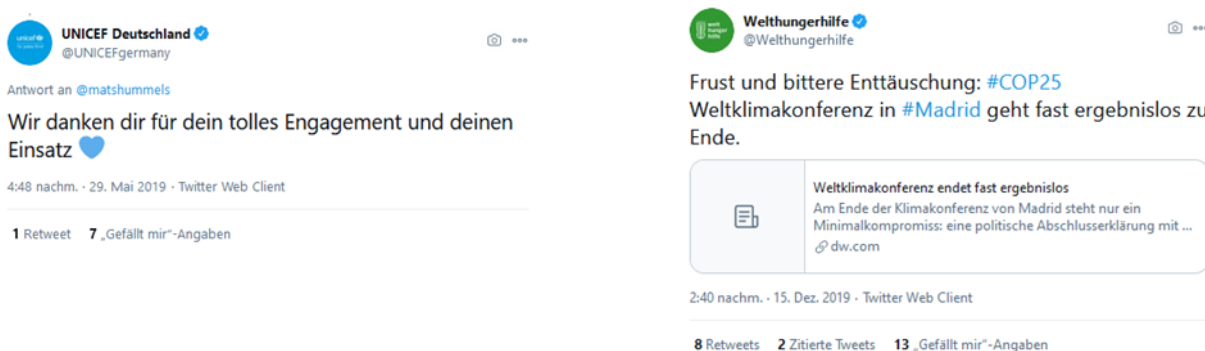 UNICEF Deutschland
@UNICEFgermany
Antwort an @matshummels
Wir danken dir für dein tolles Engagement und deinen
Einsatz 💙
4:48 nachm. · 29. Mai 2019 · Twitter Web Client
1 Retweet 7 „Gefällt mir“-Angaben
welt
hunger
hilfe
Welthungerhilfe
@Welthungerhilfe
Frust und bittere Enttäuschung: #COP25
Weltklimakonferenz in #Madrid geht fast ergebnislos zu
Ende.
Weltklimakonferenz endet fast ergebnislos
Am Ende der Klimakonferenz von Madrid steht nur ein
Minimalkompromiss: eine politische Abschlusserklärung mit ...
dw.com
2:40 nachm. · 15. Dez. 2019 · Twitter Web Client
8 Retweets 2 Zitierte Tweets 13 „Gefällt mir“-Angaben